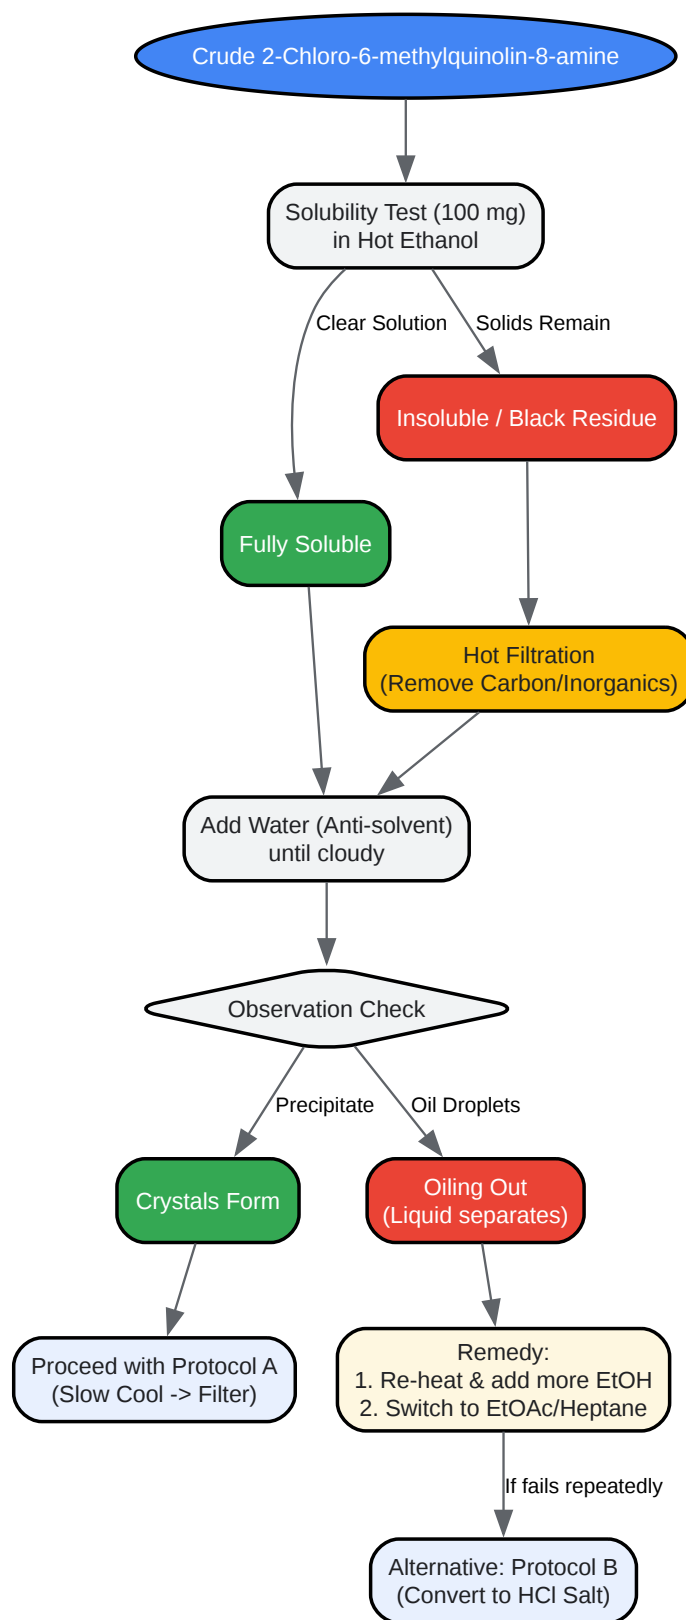 Crude 2-Chloro-6-methylquinolin-8-amine
Solubility Test (100 mg)
in Hot Ethanol
Clear Solution
Solids Remain
Insoluble / Black Residue
Fully Soluble
Hot Filtration
(Remove Carbon/Inorganics)
Add Water (Anti-solvent)
until cloudy
Observation Check
Precipitate
Oil Droplets
Crystals Form
Oiling Out
(Liquid separates)
Proceed with Protocol A
(Slow Cool -> Filter)
Remedy:
1. Re-heat & add more EtOH
2. Switch to EtOAc/Heptane
If fails repeatedly
Alternative: Protocol B
(Convert to HCl Salt)